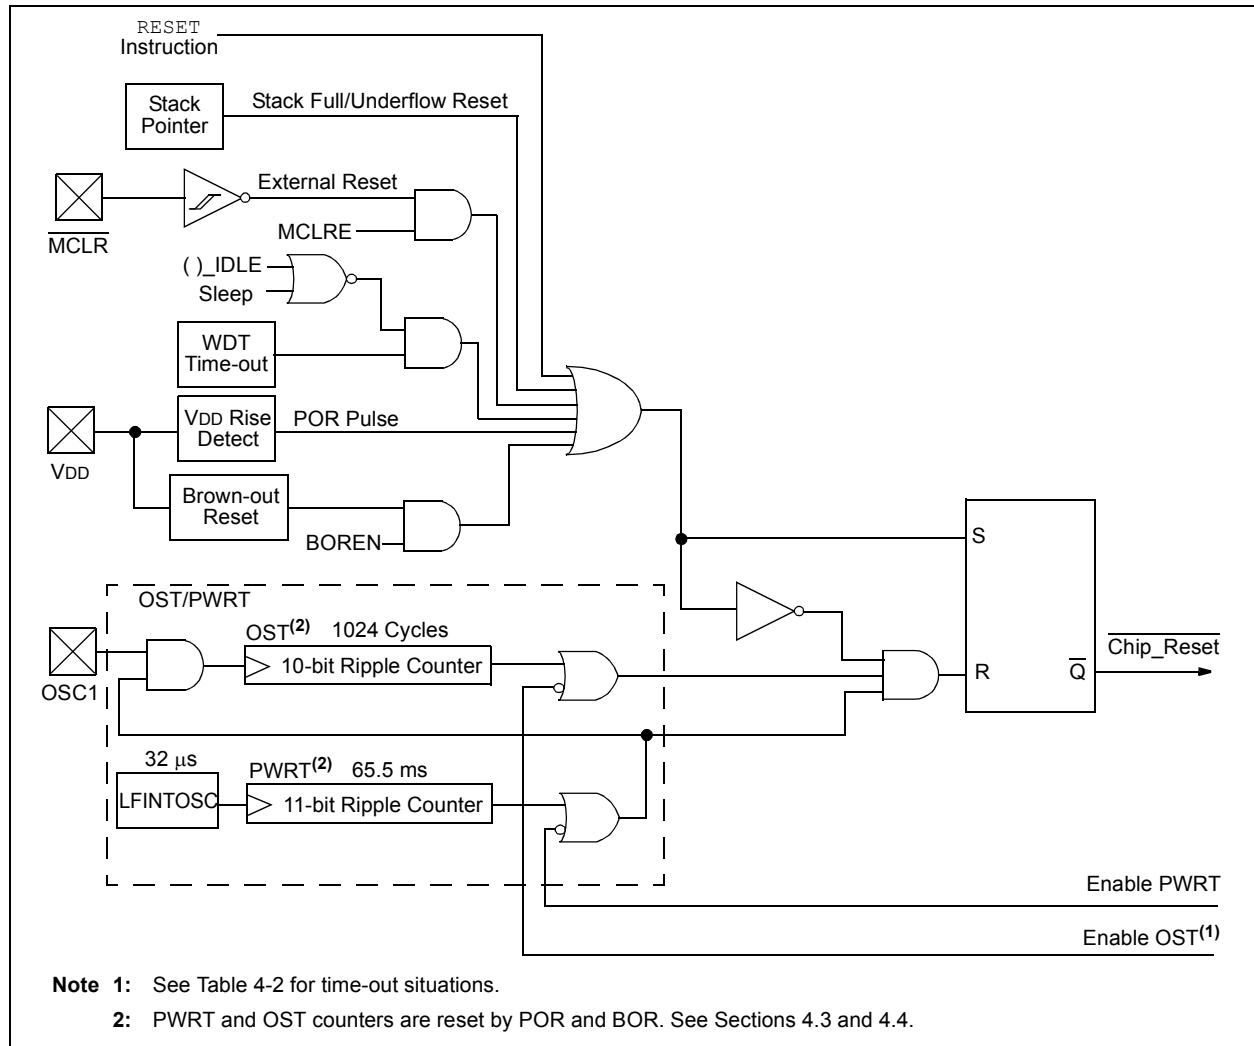 RESET
Instruction
Stack
Pointer
Stack Full/Underflow Reset
External Reset
MCLR
MCLRE
( )_IDLE
Sleep
WDT
Time-out
VDD
VDD Rise
Detect
POR Pulse
Brown-out
Reset
BOREN
S
R
Q
Chip_Reset
OST/PWRT
OSC1
OST(2) 1024 Cycles
10-bit Ripple Counter
32 μs
LFINTOSC
PWRT(2) 65.5 ms
11-bit Ripple Counter
Enable PWRT
Enable OST(1)
Note 1: See Table 4-2 for time-out situations.
2: PWRT and OST counters are reset by POR and BOR. See Sections 4.3 and 4.4.